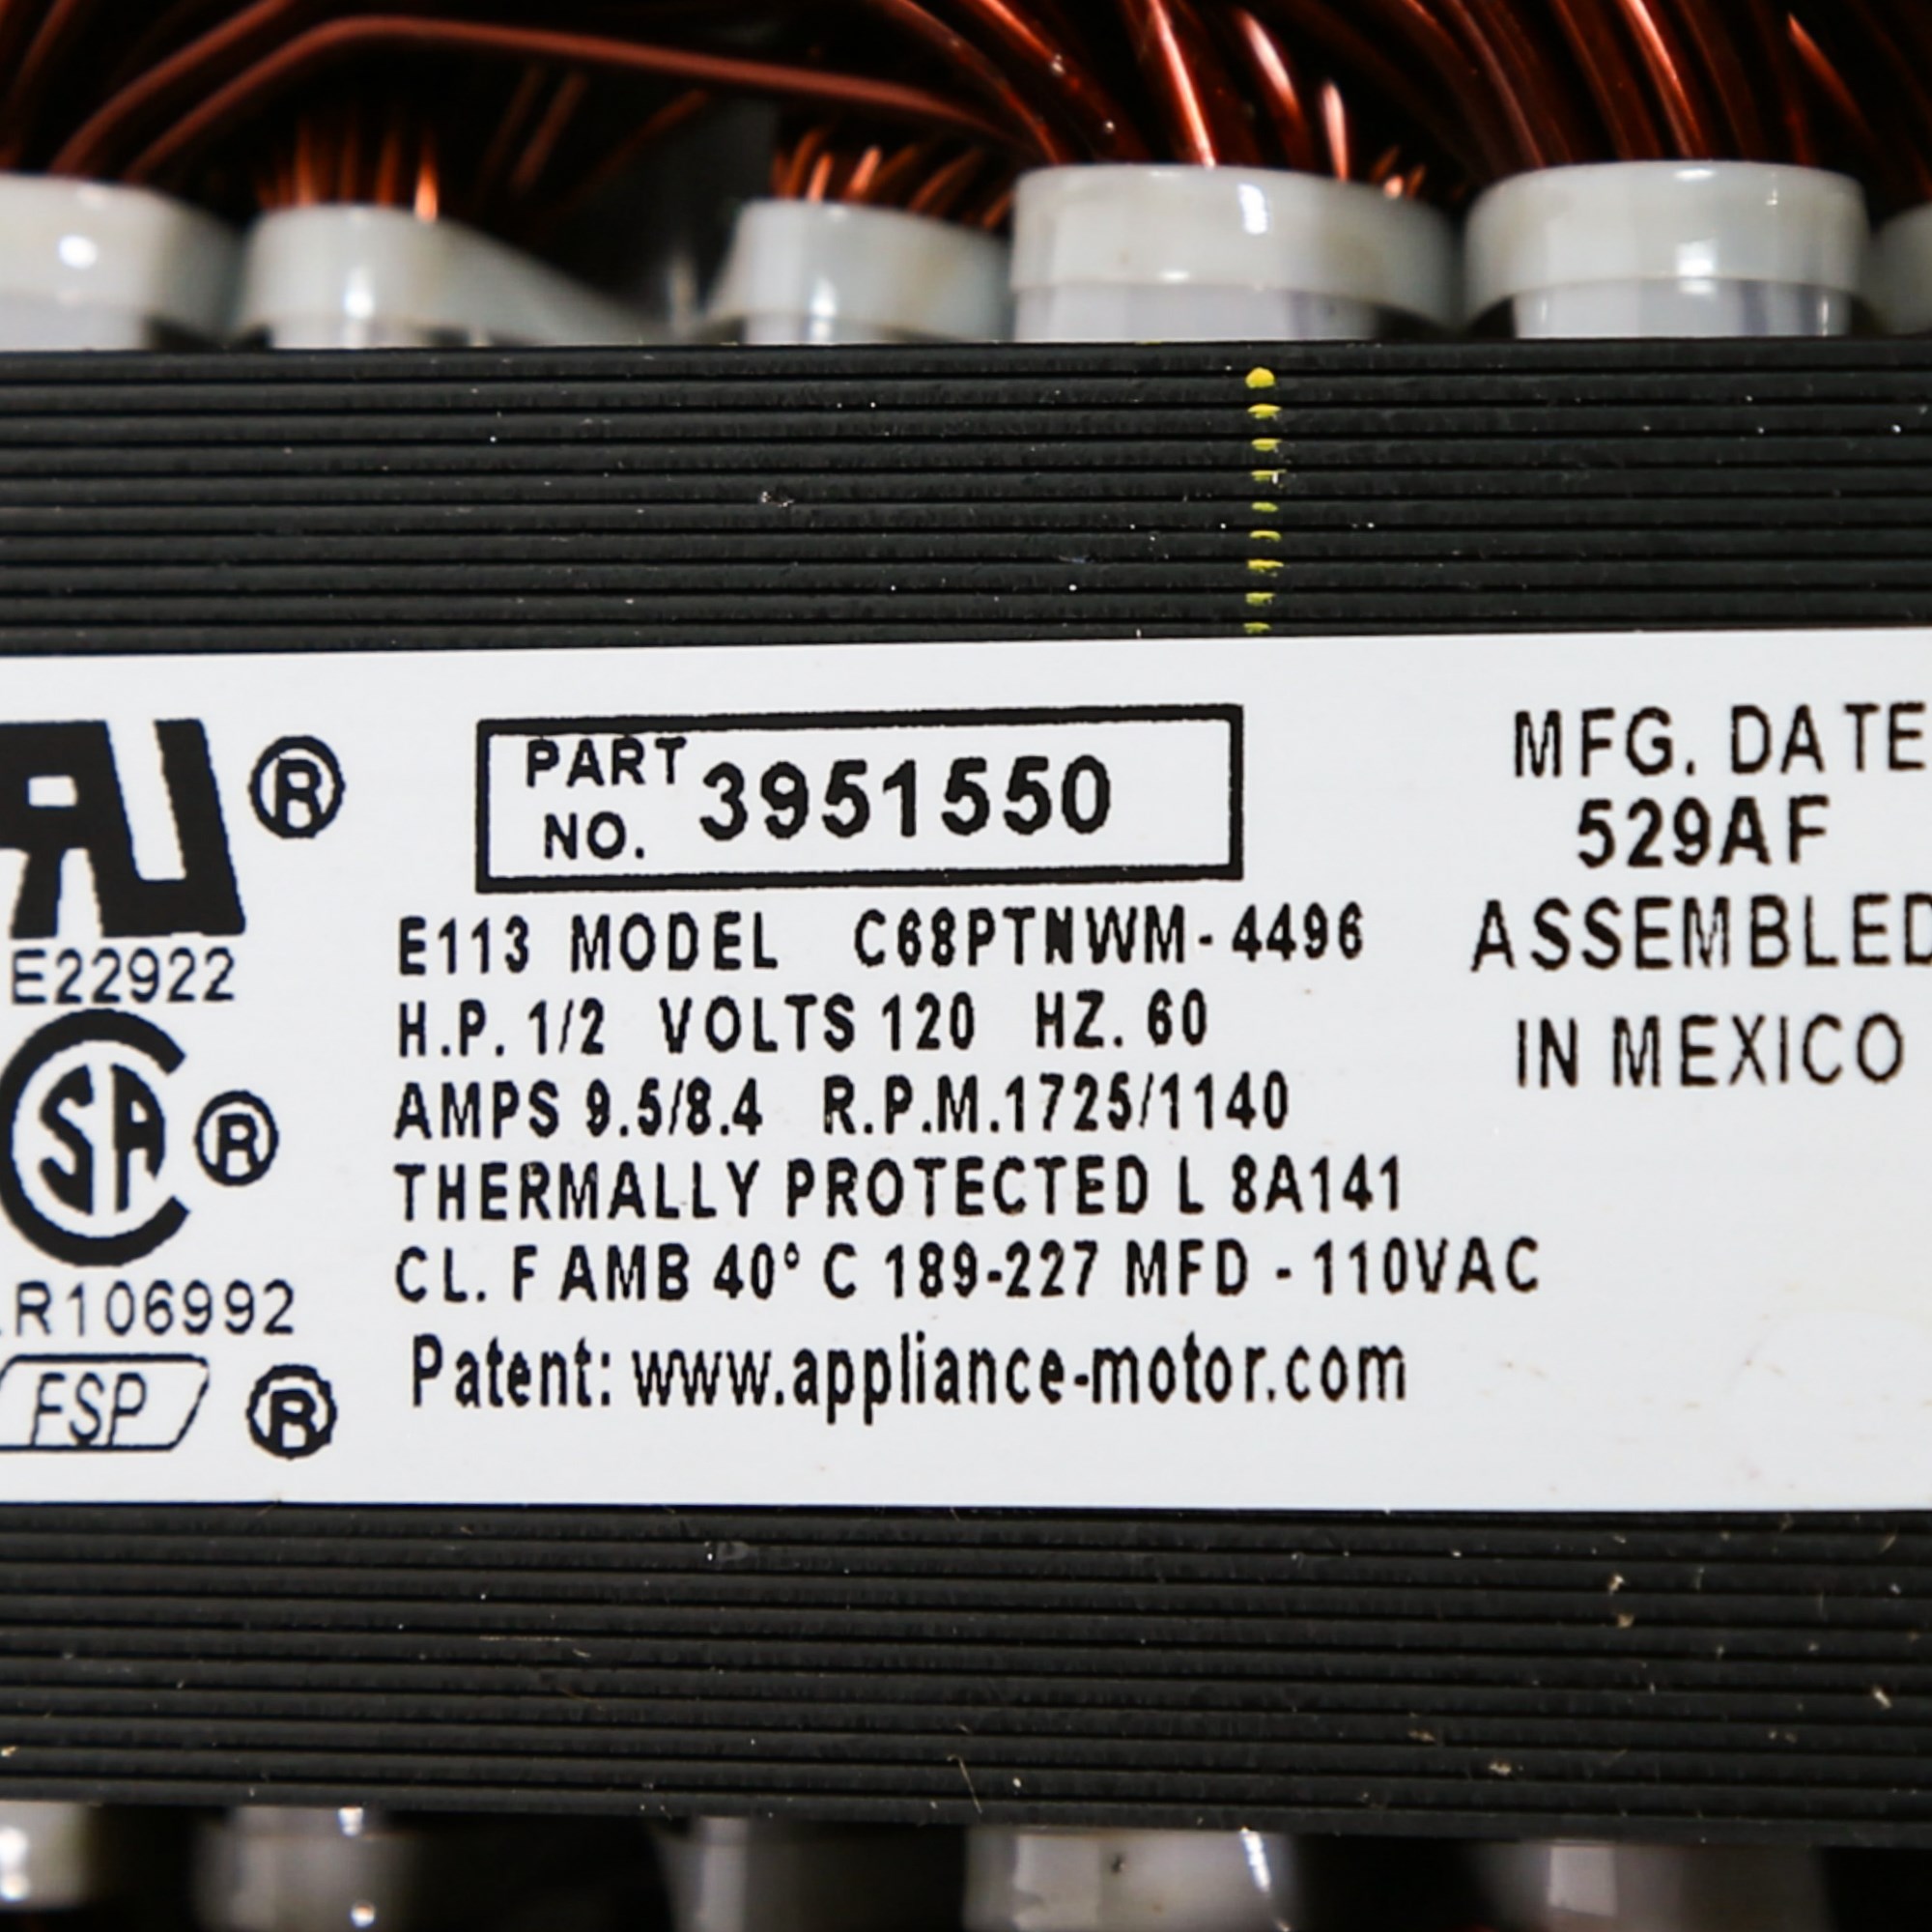 ®
E22922
SA ®
R106992
FSP ®
PART
NO. 3951550
E113 MODEL C68PTNWM-4496
H.P. 1/2 VOLTS 120 HZ. 60
AMPS 9.5/8.4 R.P.M.1725/1140
THERMALLY PROTECTED L 8A141
CL. F AMB 40° C 189-227 MFD - 110VAC
Patent: www.appliance-motor.com
MFG. DATE
529AF
ASSEMBLED
IN MEXICO